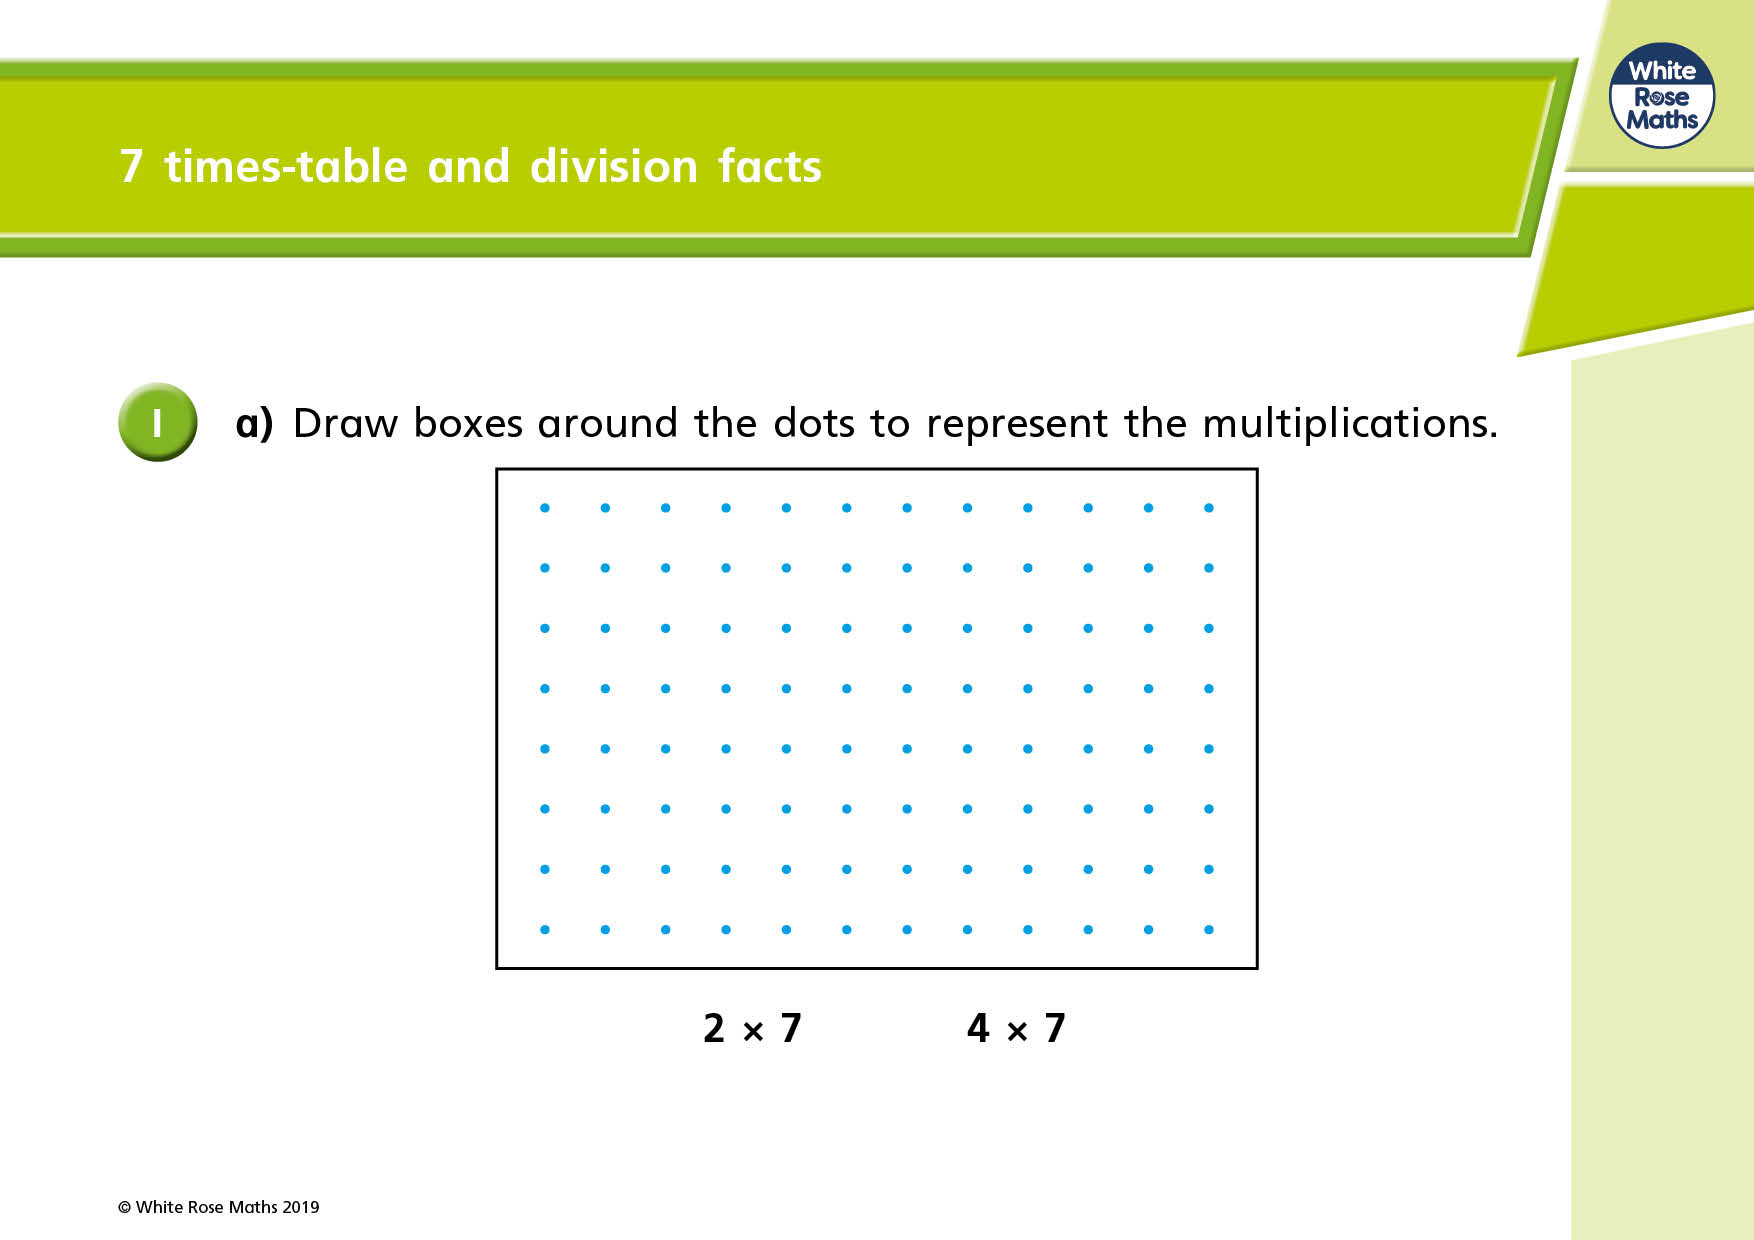 White
Rose
Maths
7 times-table and division facts
1 a) Draw boxes around the dots to represent the multiplications.
2 × 7 4 × 7
© White Rose Maths 2019